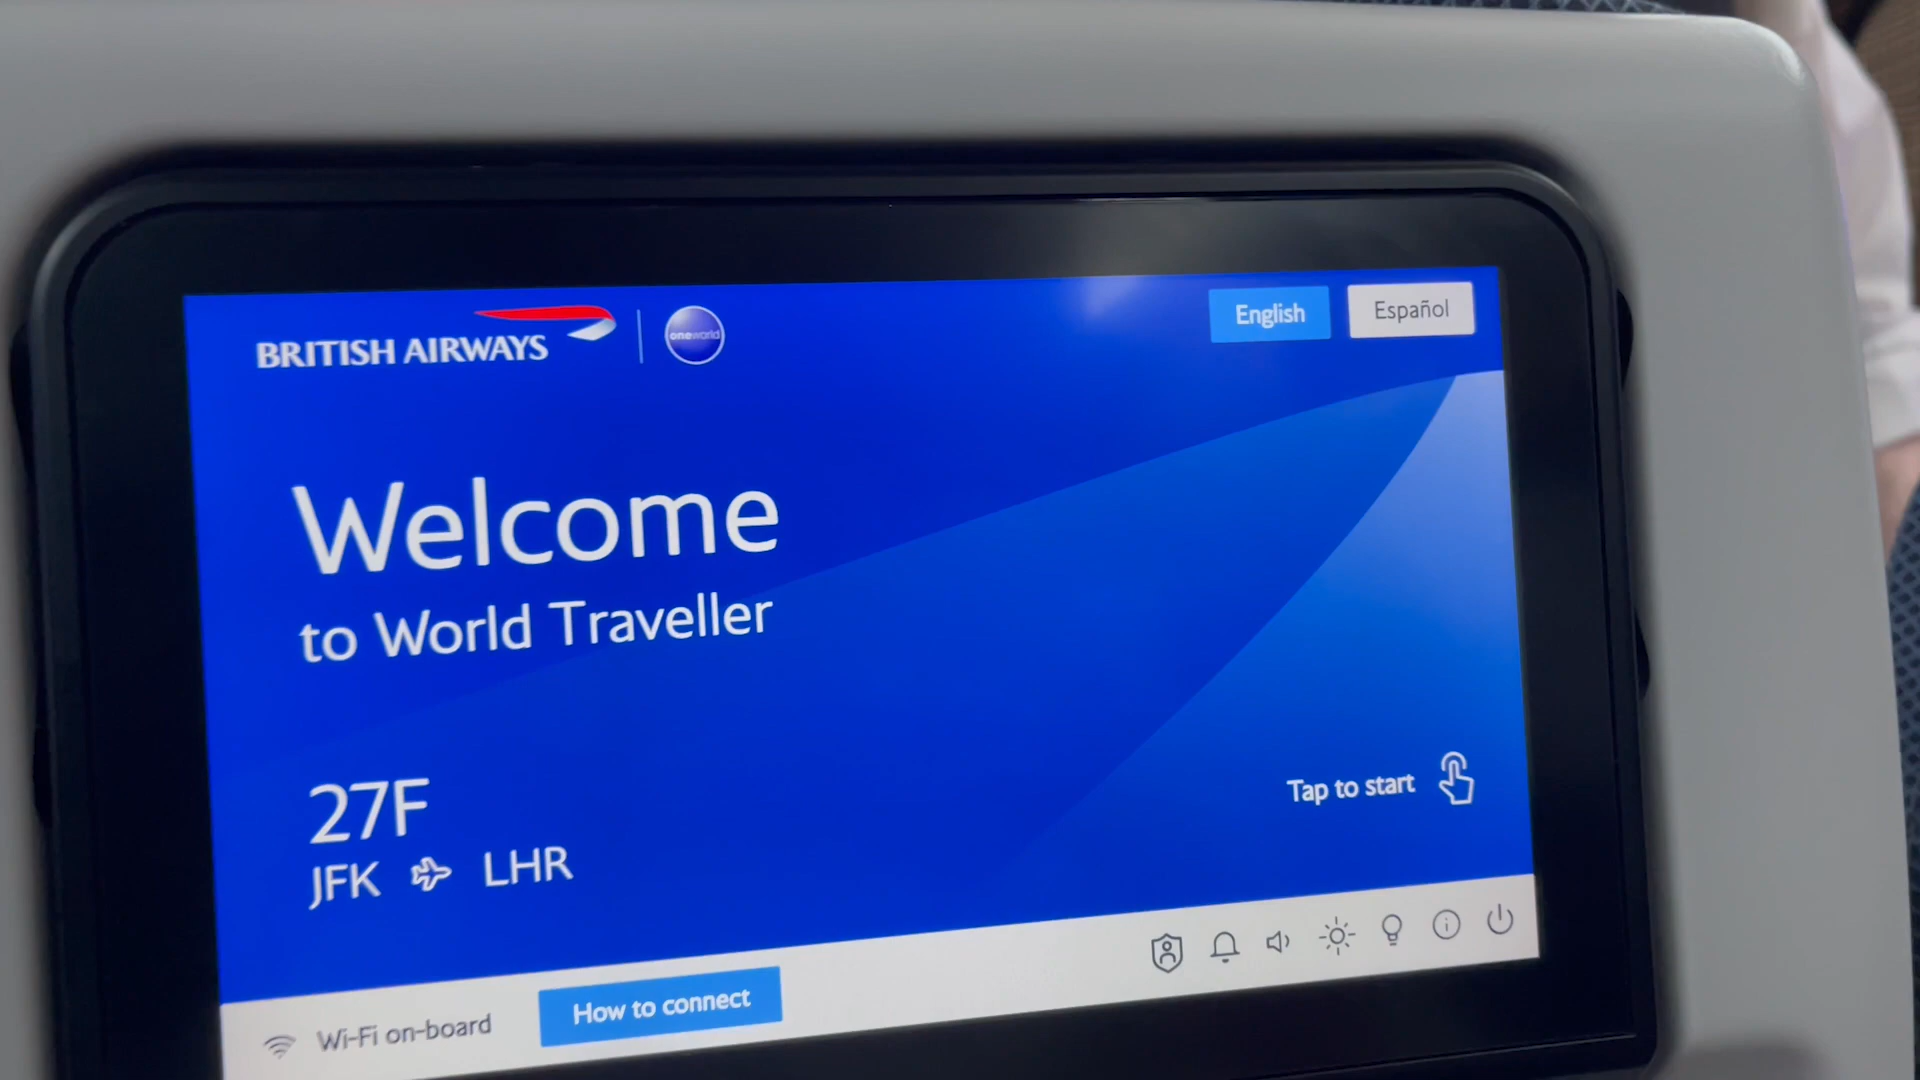 BRITISH AIRWAYS
oneworld
English
Español
Welcome
to World Traveller
27F
JFK LHR
Tap to start
Wi-Fi on-board
How to connect